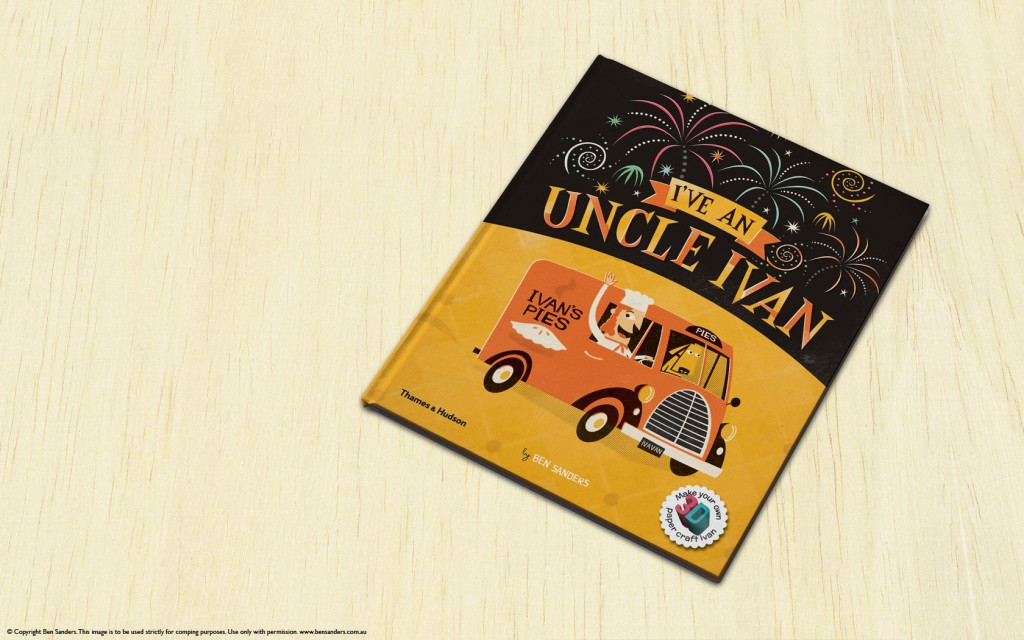 I'VE AN
UNCLE IVAN
IVAN'S
PIES
PIES
IVAVAN
Thames & Hudson
by BEN SANDERS
Make your own
3D
paper craft Ivan
© Copyright Ben Sanders. This image is to be used strictly for comping purposes. Use only with permission. www.bensanders.com.au